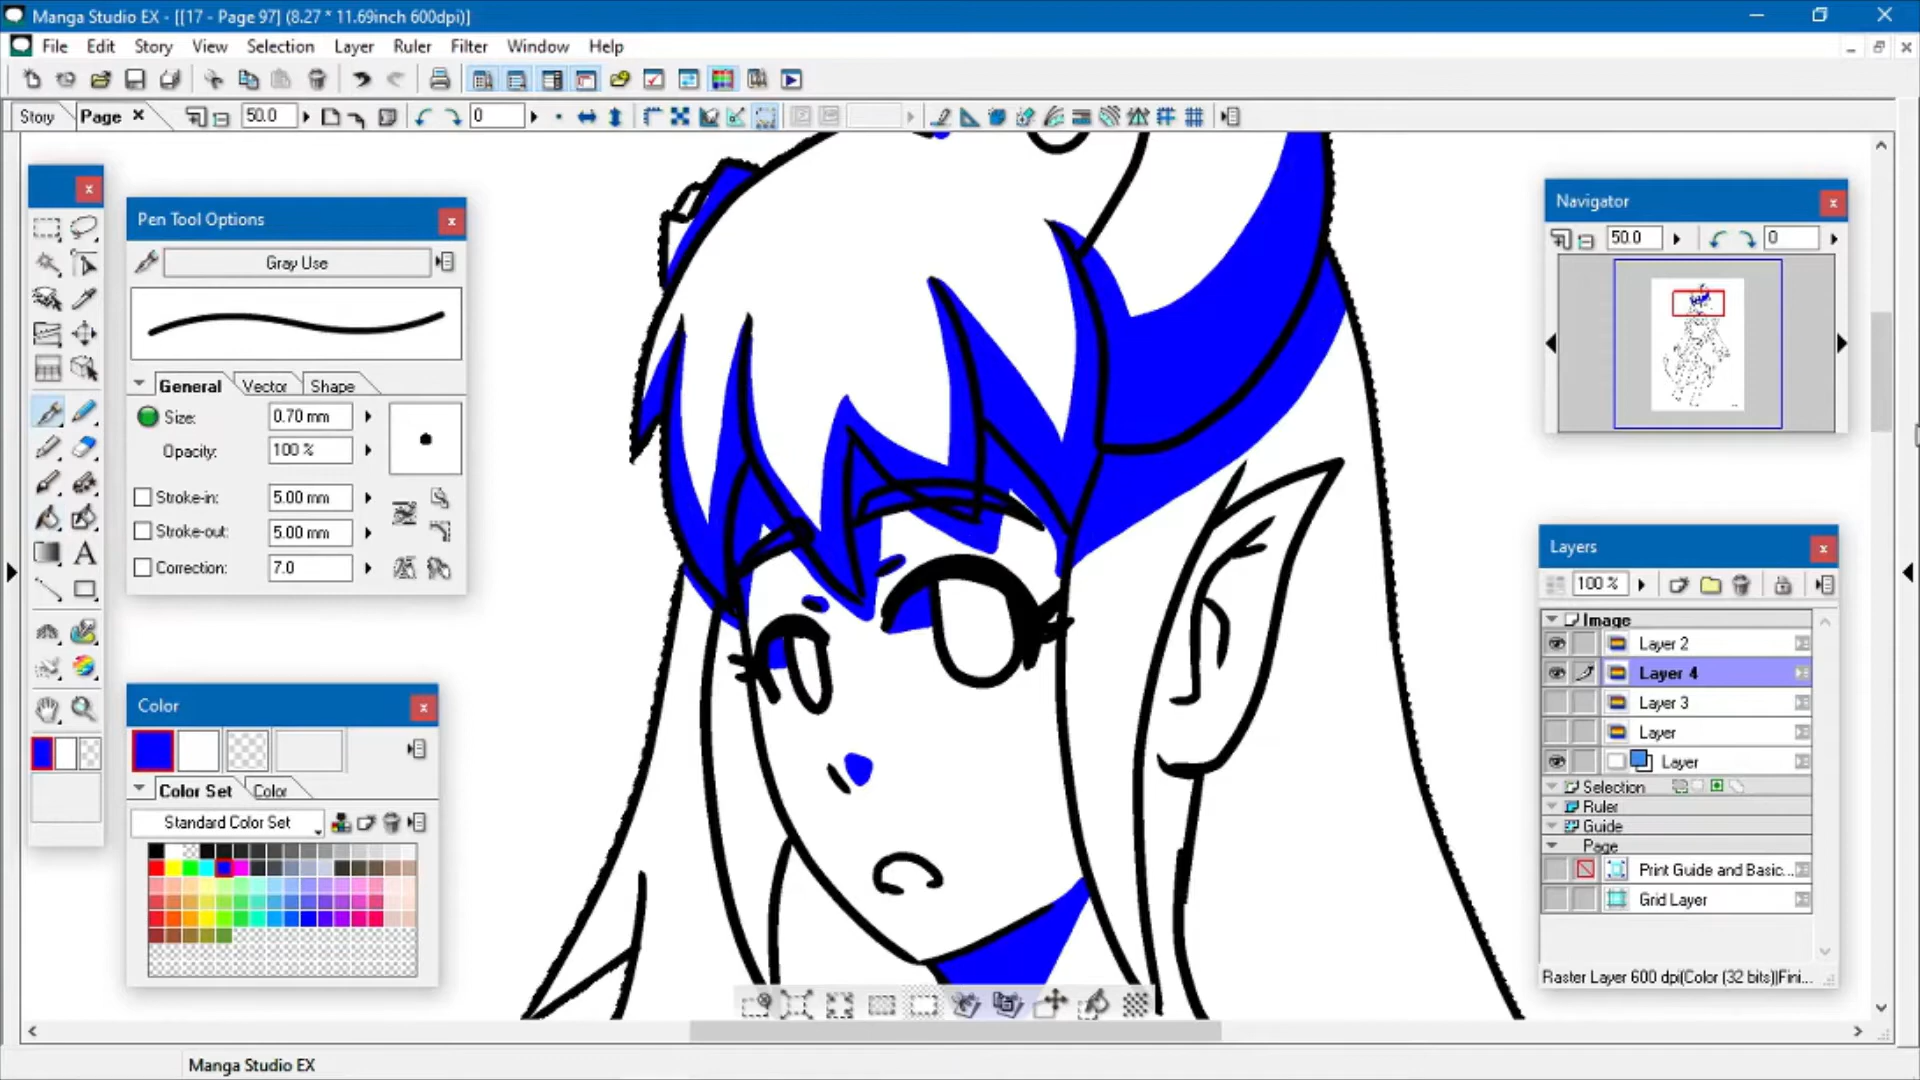 Manga Studio EX - [[17 - Page 97] (8.27 * 11.69inch 600dpi)]
File Edit Story View Selection Layer Ruler Filter Window Help
Story Page 50.0 0
Pen Tool Options
Gray Use
General Vector Shape
Size: 0.70 mm
Opacity: 100 %
Stroke-in: 5.00 mm
Stroke-out: 5.00 mm
Correction: 7.0
Color
Color Set Color
Standard Color Set
Navigator
50.0 0
Layers
100 %
Image
Layer 2
Layer 4
Layer 3
Layer
Layer
Selection
Ruler
Guide
Page
Print Guide and Basic...
Grid Layer
Raster Layer 600 dpi(Color (32 bits)|Fini...
Manga Studio EX